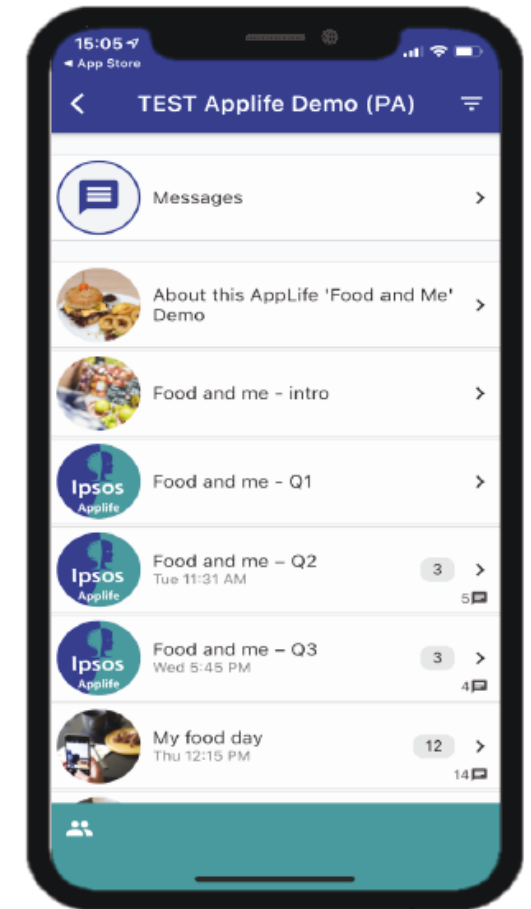 15:05
App Store
TEST Applife Demo (PA)
Messages
About this AppLife 'Food and Me'
Demo
Food and me - intro
Ipsos
Applife
Food and me - Q1
Ipsos
Applife
Food and me – Q2
Tue 11:31 AM
3
5
Ipsos
Applife
Food and me – Q3
Wed 5:45 PM
3
4
My food day
Thu 12:15 PM
12
14